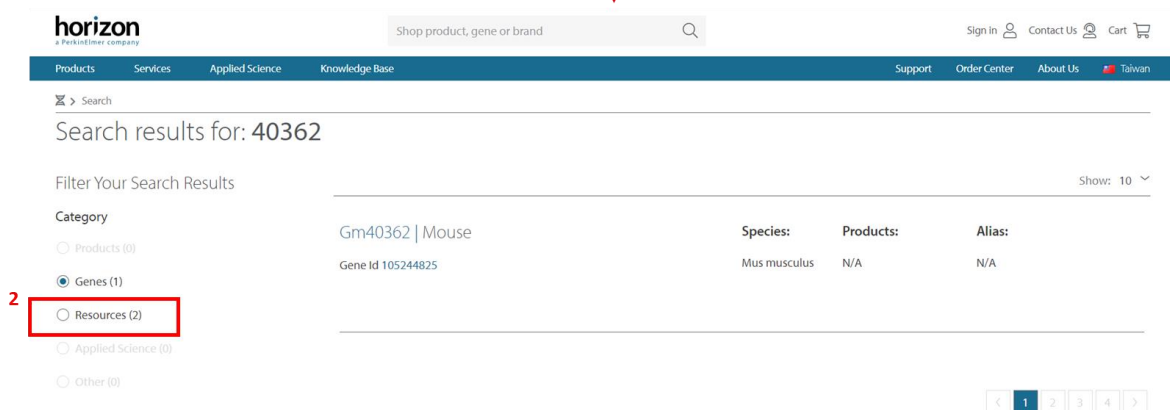 horizon
a PerkinElmer company
Shop product, gene or brand
Sign in Contact Us Cart
Products Services Applied Science Knowledge Base Support Order Center About Us Taiwan
> Search
Search results for: 40362
Filter Your Search Results
Show: 10
Category
Products (0)
Genes (1)
2
Resources (2)
Applied Science (0)
Other (0)
Gm40362 | Mouse
Gene Id 105244825
Species: Products: Alias:
Mus musculus N/A N/A
< 1 2 3 4 >